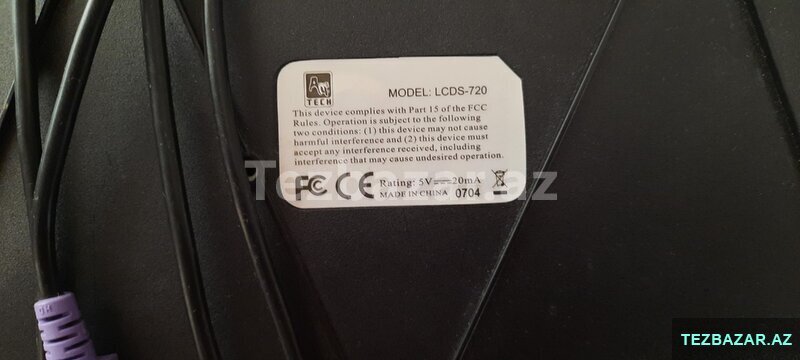 A4
TECH
MODEL: LCDS-720
This device complies with Part 15 of the FCC
Rules. Operation is subject to the following
two conditions: (1) this device may not cause
harmful interference and (2) this device must
accept any interference received, including
interference that may cause undesired operation.
FC CE Rating: 5V⎓20mA
MADE IN CHINA 0704
Tezbazar.az
TEZBAZAR.AZ